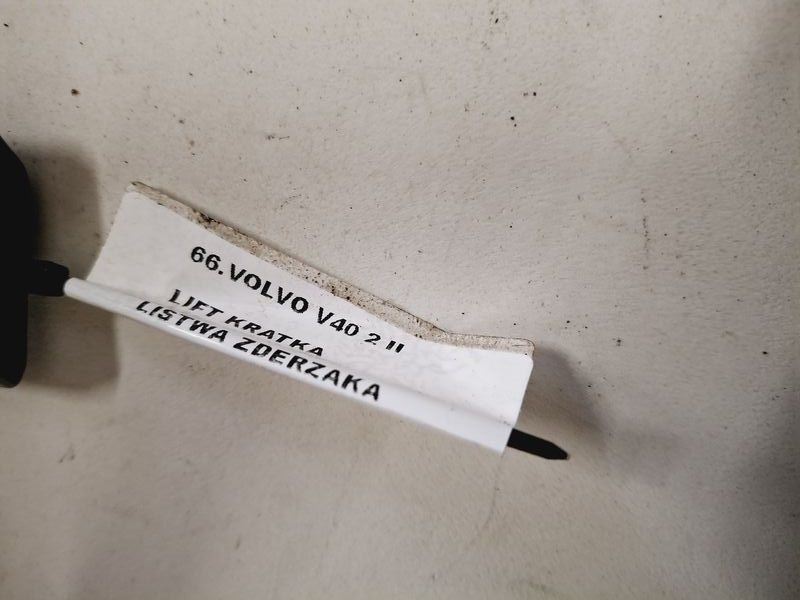 66.VOLVO V40 2 II
LIFT KRATKA
LISTWA ZDERZAKA